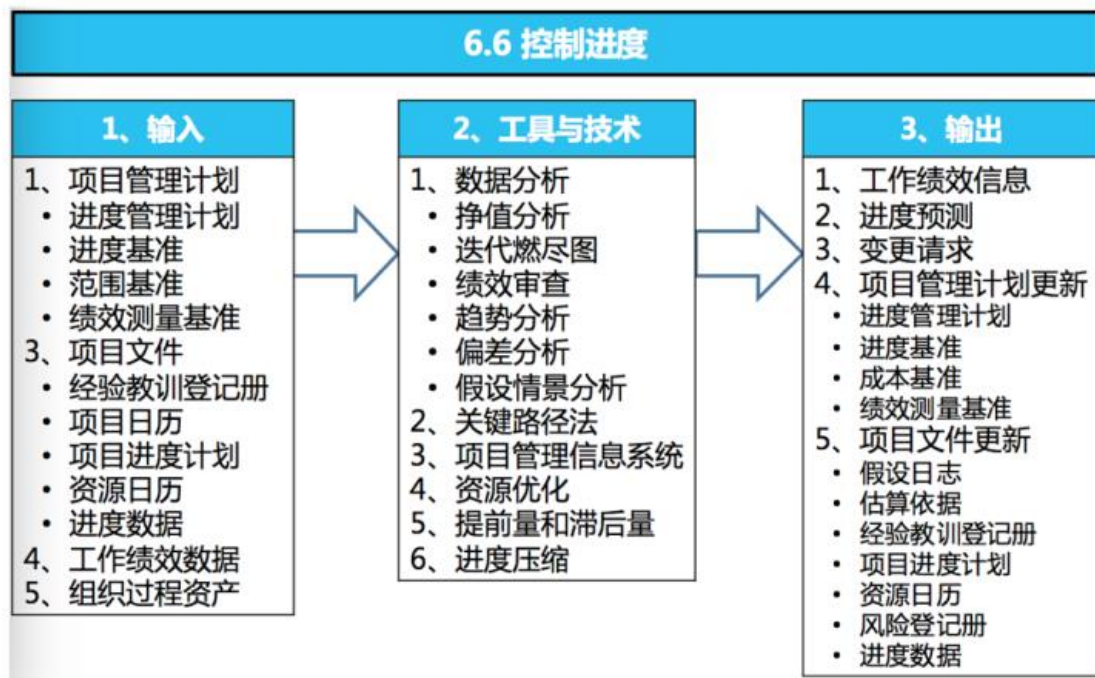 6.6 控制进度
1、输入
1、项目管理计划
• 进度管理计划
• 进度基准
• 范围基准
• 绩效测量基准
3、项目文件
• 经验教训登记册
• 项目日历
• 项目进度计划
• 资源日历
• 进度数据
4、工作绩效数据
5、组织过程资产
2、工具与技术
1、数据分析
• 挣值分析
• 迭代燃尽图
• 绩效审查
• 趋势分析
• 偏差分析
• 假设情景分析
2、关键路径法
3、项目管理信息系统
4、资源优化
5、提前量和滞后量
6、进度压缩
3、输出
1、工作绩效信息
2、进度预测
3、变更请求
4、项目管理计划更新
• 进度管理计划
• 进度基准
• 成本基准
• 绩效测量基准
5、项目文件更新
• 假设日志
• 估算依据
• 经验教训登记册
• 项目进度计划
• 资源日历
• 风险登记册
• 进度数据